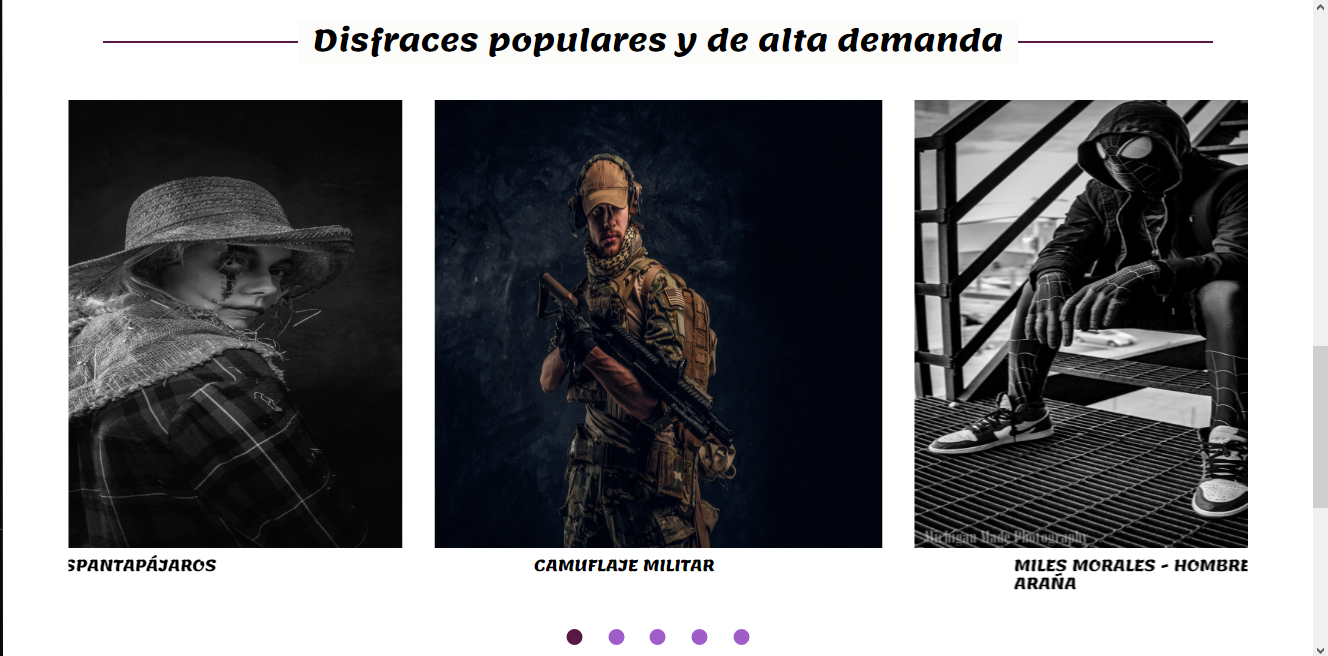 Disfraces populares y de alta demanda
SPANTAPÁJAROS
CAMUFLAJE MILITAR
MILES MORALES - HOMBRE
ARAÑA
Michigan Made Photography